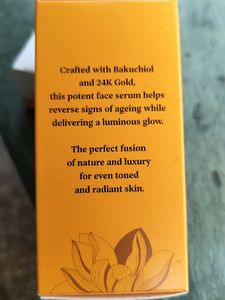 Crafted with Bakuchiol
and 24K Gold,
this potent face serum helps
reverse signs of ageing while
delivering a luminous glow.
The perfect fusion
of nature and luxury
for even toned
and radiant skin.